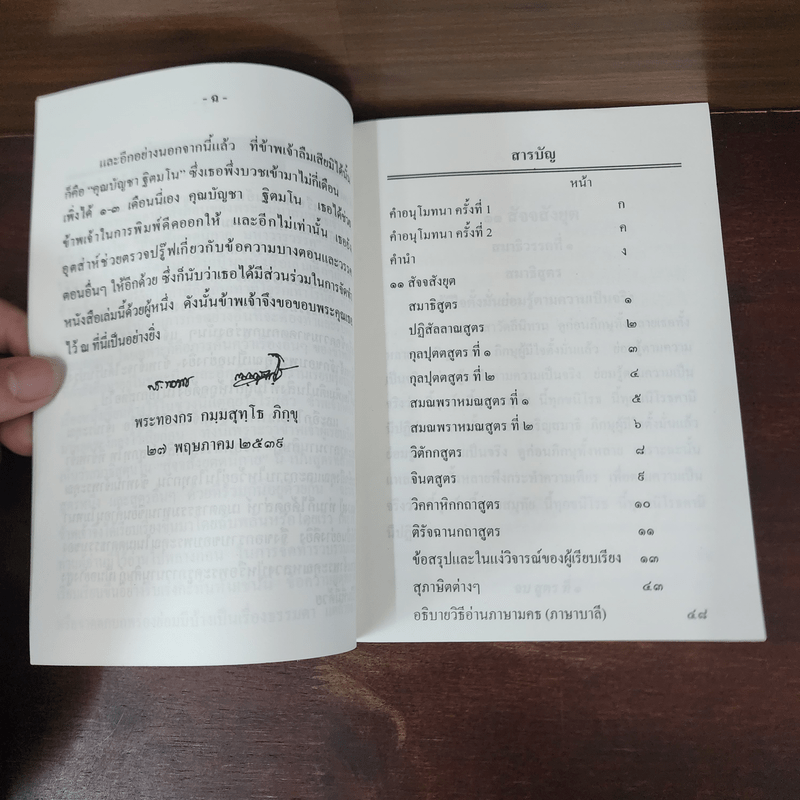 - ฉ -
และอีกอย่างนอกจากนี้แล้ว ที่ข้าพเจ้าลืมเสียมิได้นั้น
ก็คือ "คุณบัญชา ฐิตมโน" ซึ่งเธอพึ่งบวชเข้ามาไม่กี่เดือน
เพิ่งได้ ๑-๓ เดือนนี่เอง คุณบัญชา ฐิตมโน เธอได้ช่วย
ข้าพเจ้าในการพิมพ์ดีดออกให้ และอีกไม่เท่านั้น เธอยัง
อุตส่าห์ช่วยตรวจปรู๊ฟเกี่ยวกับข้อความบางตอนและวรรค
ตอนอื่นๆ ให้อีกด้วย ซึ่งก็นับว่าเธอได้มีส่วนร่วมในการจัดทำ
หนังสือเล่มนี้ด้วยผู้หนึ่ง ดังนั้นข้าพเจ้าจึงขอขอบพระคุณเธอ
ไว้ ณ ที่นี่เป็นอย่างยิ่ง
พระทองกร กมฺมสุทฺโธ ภิกฺขุ
๒๗ พฤษภาคม ๒๕๓๙
สารบัญ
หน้า
คำอนุโมทนา ครั้งที่ 1 ก
คำอนุโมทนา ครั้งที่ 2 ค
คำนำ ง
๑๑ สัจจสังยุต
สมาธิสูตร ๑
ปฏิสัลลาณสูตร ๒
กุลปุตตสูตร ที่ ๑ ๓
กุลปุตตสูตร ที่ ๒ ๔
สมณพราหมณสูตร ที่ ๑ ๕
สมณพราหมณสูตร ที่ ๒ ๖
วิตักกสูตร ๘
จินตสูตร ๙
วิคคาหิกกถาสูตร ๑๐
ติรัจฉานกถาสูตร ๑๑
ข้อสรุปและในแง่วิจารณ์ของผู้เรียบเรียง ๑๓
สุภาษิตต่างๆ ๔๓
อธิบายวิธีอ่านภาษามคธ (ภาษาบาลี) ๔๘